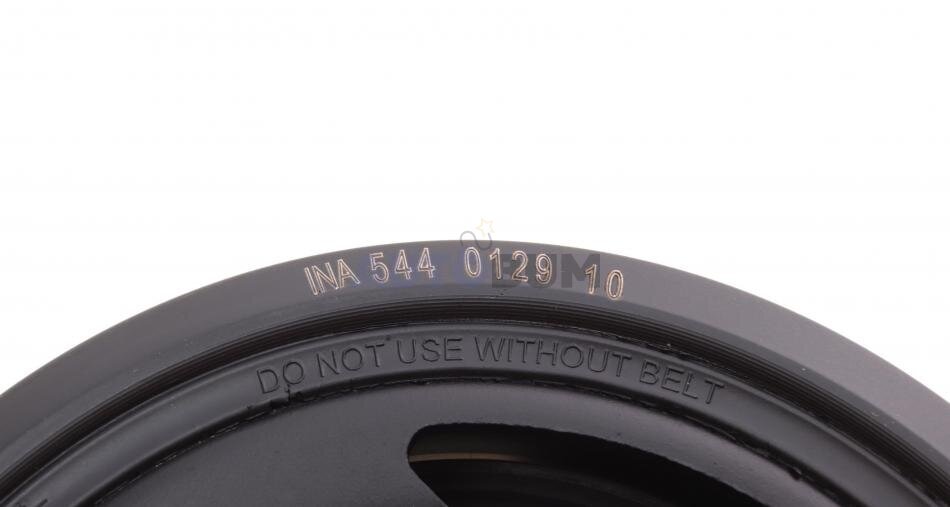 INA 544 0129 10
DO NOT USE WITHOUT BELT